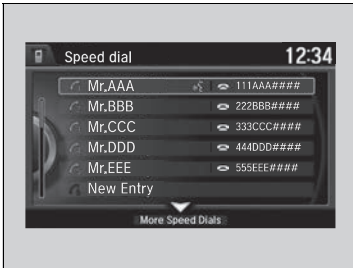 Speed dial 12:34
Mr.AAA 111AAA####
Mr.BBB 222BBB####
Mr.CCC 333CCC####
Mr.DDD 444DDD####
Mr.EEE 555EEE####
New Entry
More Speed Dials